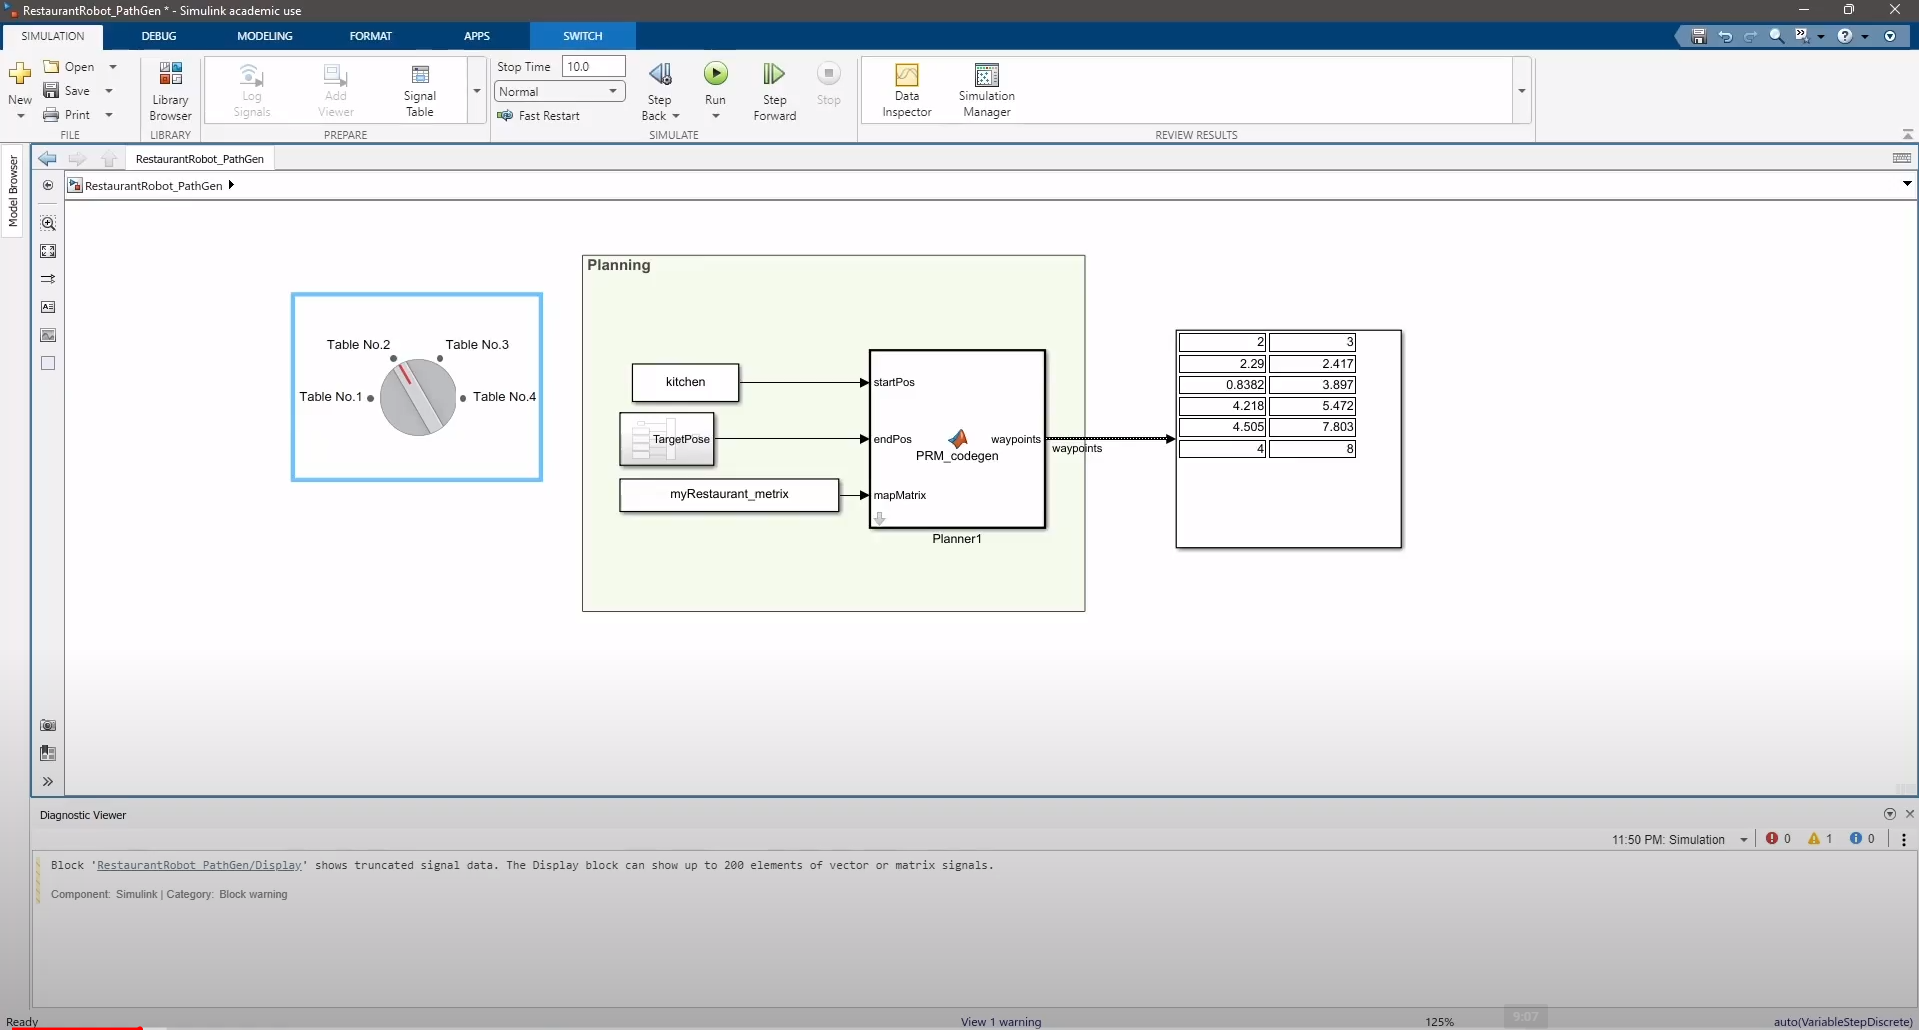 RestaurantRobot_PathGen * - Simulink academic use
SIMULATION DEBUG MODELING FORMAT APPS SWITCH
New
Open
Save
Print
FILE
Library Browser
LIBRARY
Log Signals
Add Viewer
Signal Table
PREPARE
Stop Time 10.0
Normal
Fast Restart
Step Back
Run
Step Forward
Stop
SIMULATE
Data Inspector
Simulation Manager
REVIEW RESULTS
Model Browser
RestaurantRobot_PathGen
RestaurantRobot_PathGen
Table No.2 Table No.3
Table No.1 Table No.4
Planning
kitchen
TargetPose
myRestaurant_metrix
startPos
endPos
mapMatrix
PRM_codegen
waypoints
Planner1
waypoints
2 3
2.29 2.417
0.8382 3.897
4.218 5.472
4.505 7.803
4 8
Diagnostic Viewer
11:50 PM: Simulation 0 1 0
Block 'RestaurantRobot_PathGen/Display' shows truncated signal data. The Display block can show up to 200 elements of vector or matrix signals.
Component: Simulink | Category: Block warning
Ready View 1 warning 125% 9:07 auto(VariableStepDiscrete)